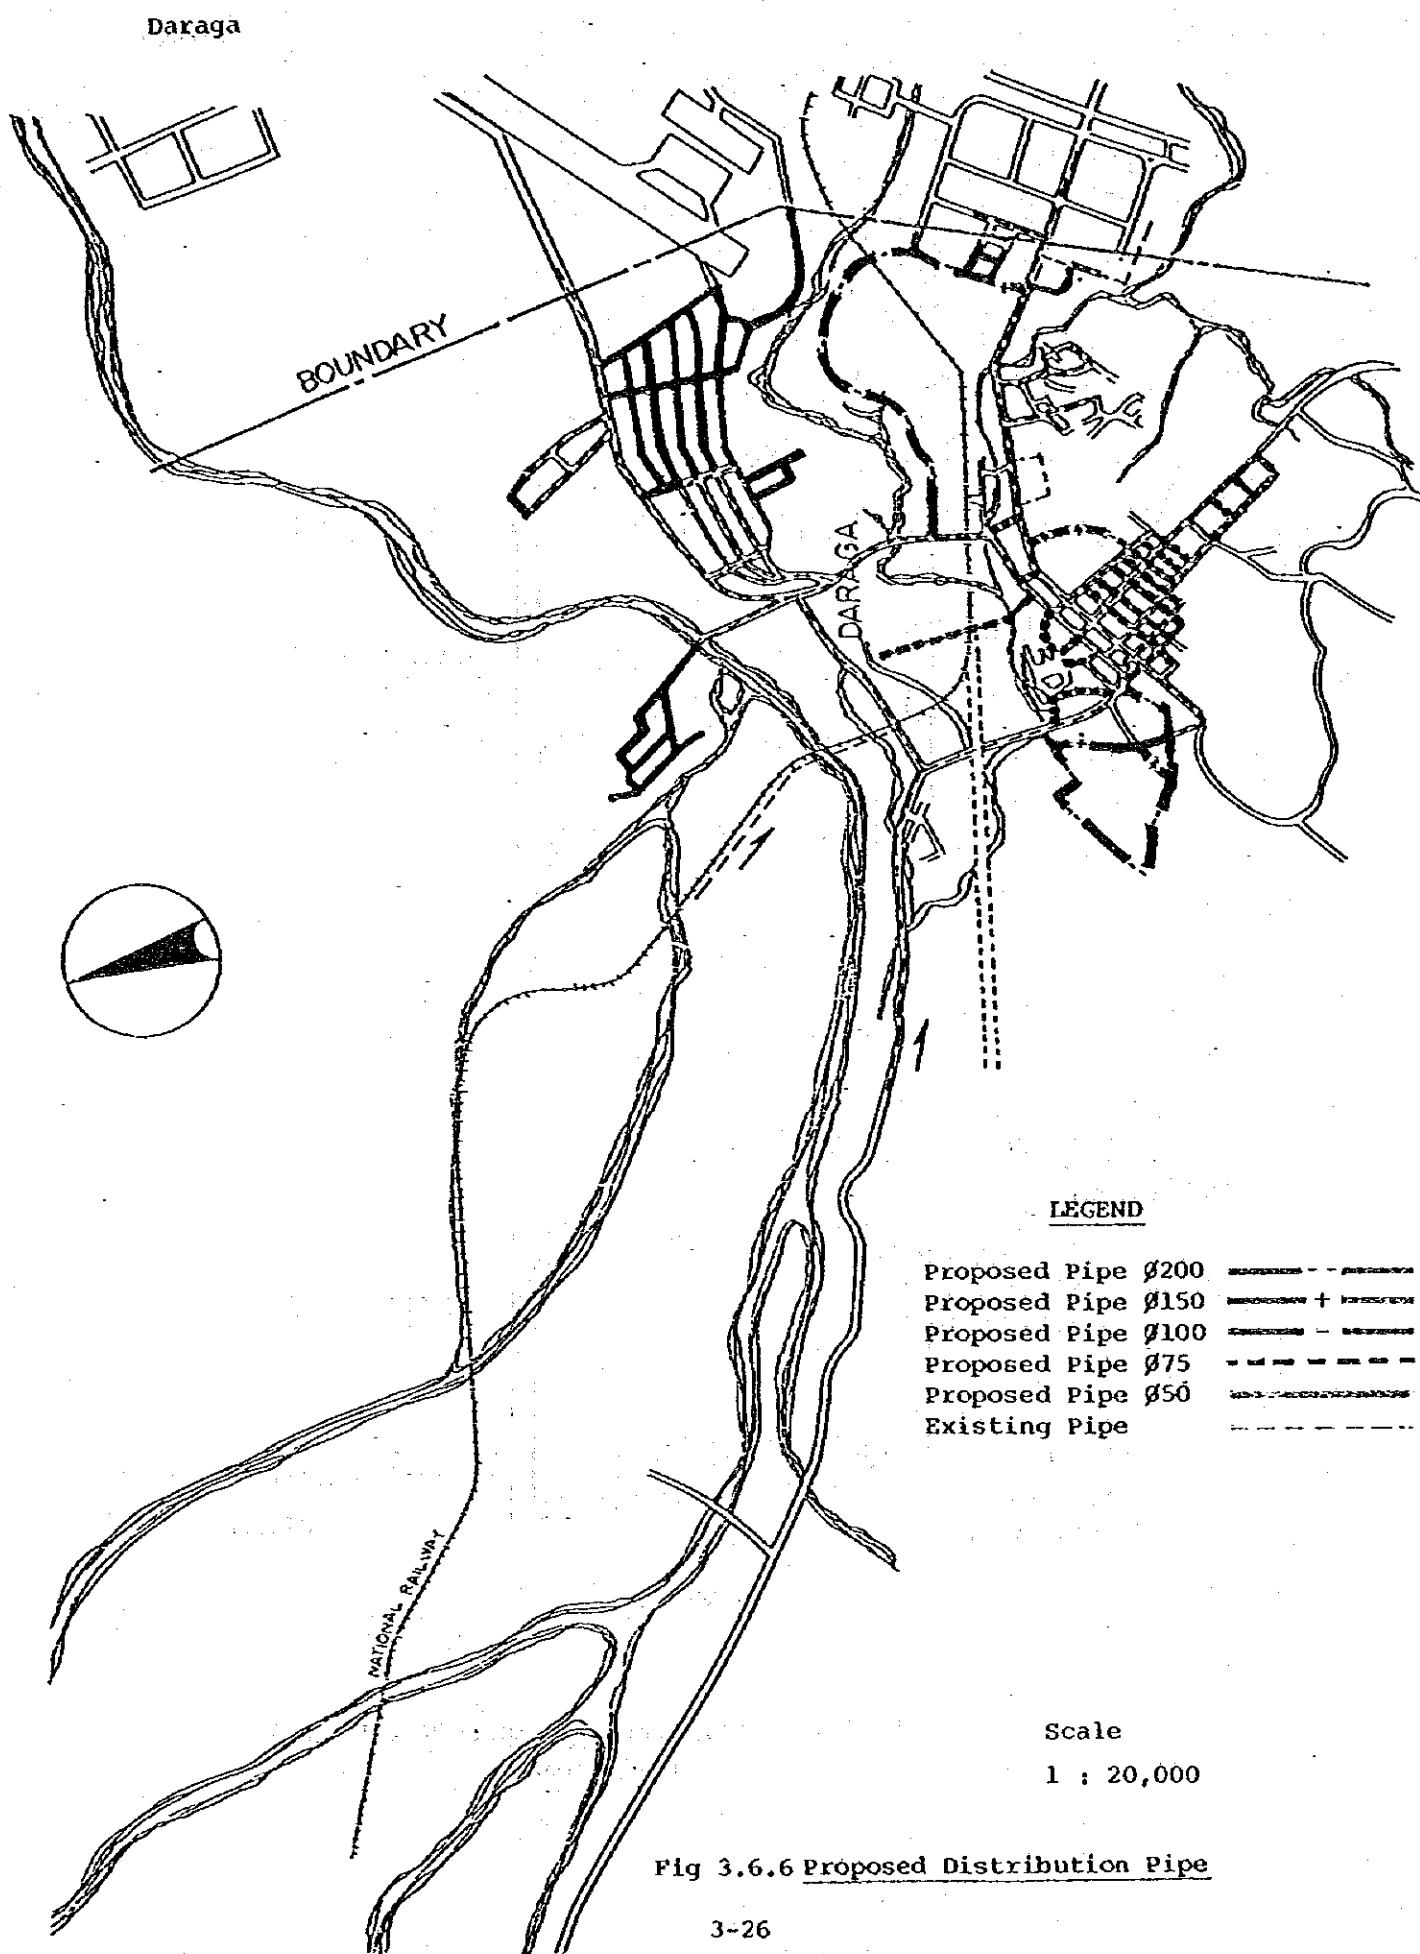 Daraga
BOUNDARY
DARAGA
LEGEND
Proposed Pipe Ø200
Proposed Pipe Ø150
Proposed Pipe Ø100
Proposed Pipe Ø75
Proposed Pipe Ø50
Existing Pipe
NATIONAL RAILWAY
Scale
1 : 20,000
Fig 3.6.6 Proposed Distribution Pipe
3-26